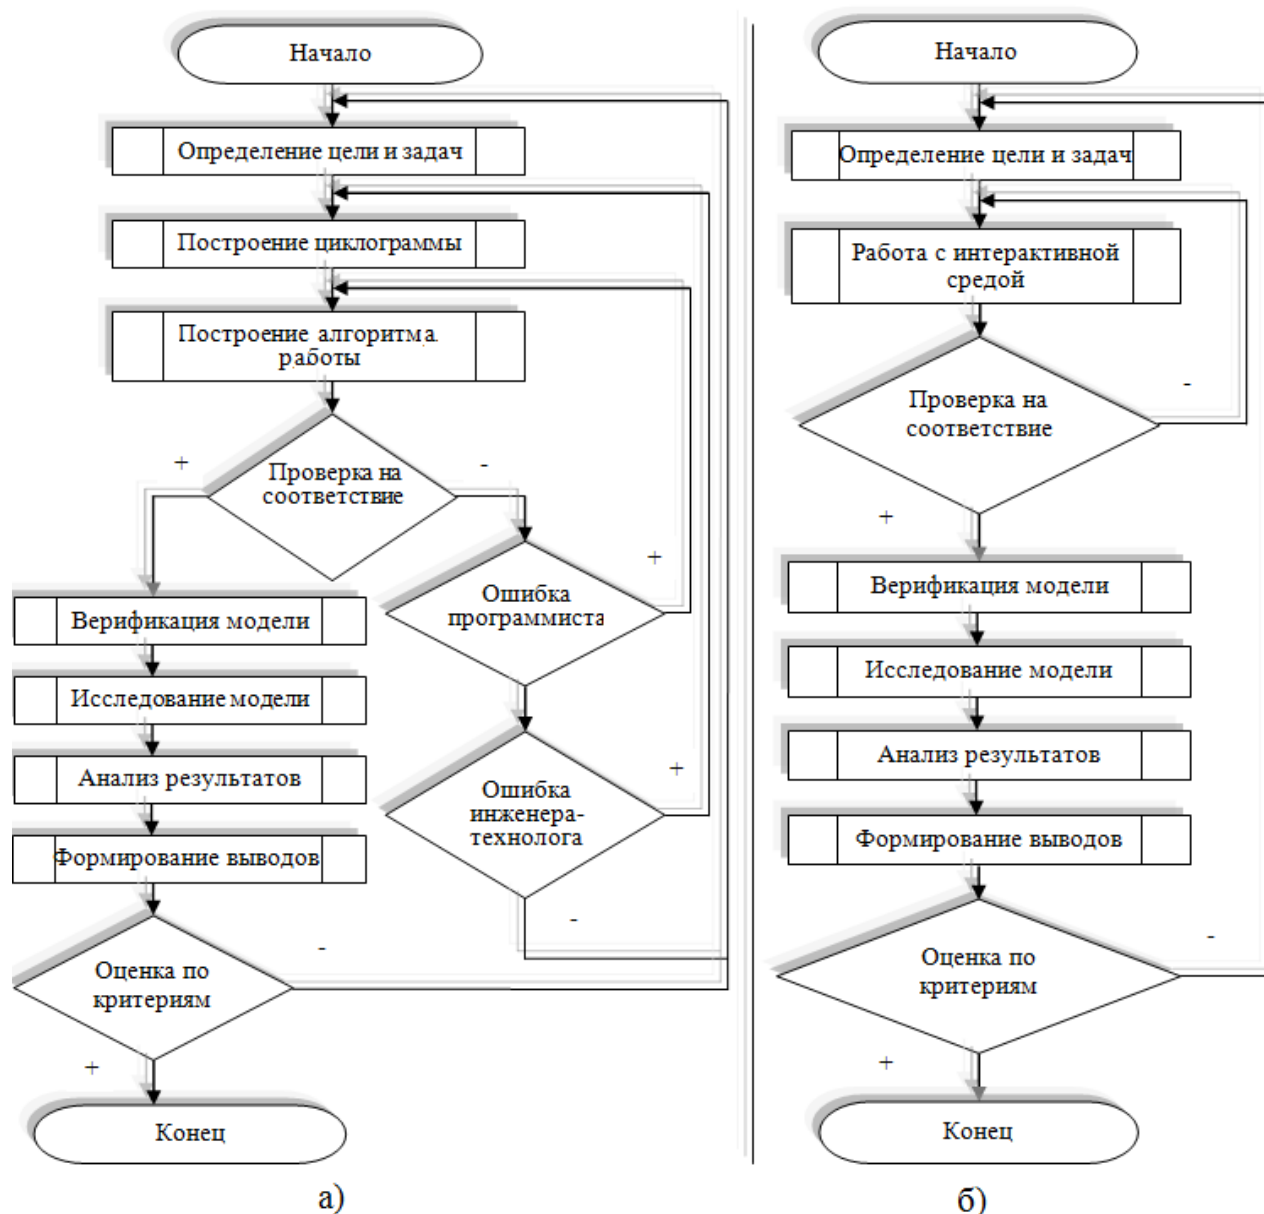 Начало
Определение цели и задач
Построение циклограммы
Построение алгоритма
работы
+
-
Проверка на
соответствие
+
Ошибка
программиста
Верификация модели
Исследование модели
+
Ошибка
инженера-
технолога
Анализ результатов
Формирование выводов
-
-
Оценка по
критериям
+
Конец
а)
Начало
Определение цели и задач
Работа с интерактивной
средой
-
Проверка на
соответствие
+
Верификация модели
Исследование модели
Анализ результатов
Формирование выводов
-
Оценка по
критериям
+
Конец
б)